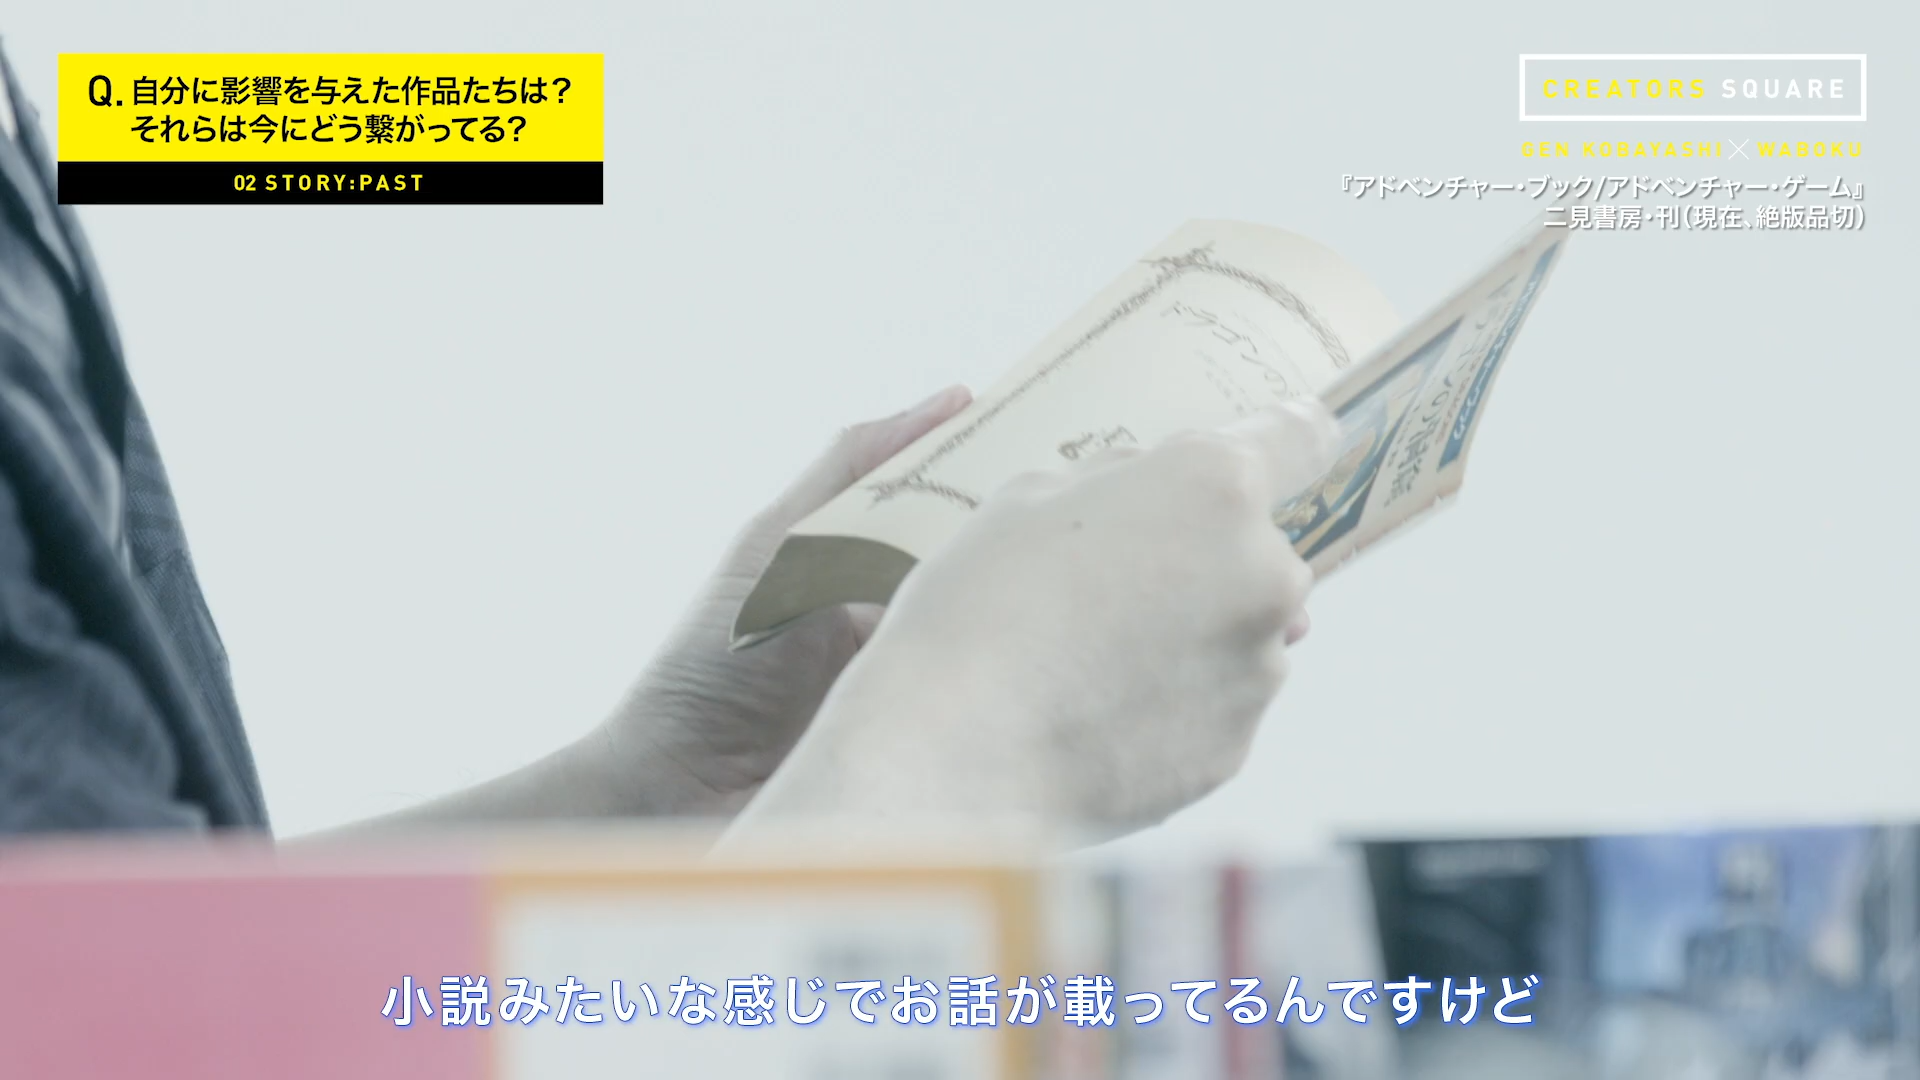 Q. 自分に影響を与えた作品たちは？
それらは今にどう繋がってる？
02 STORY:PAST
CREATORS SQUARE
GEN KOBAYASHI×WABOKU
『アドベンチャー・ブック/アドベンチャー・ゲーム』
二見書房・刊（現在、絶版品切）
小説みたいな感じでお話が載ってるんですけど